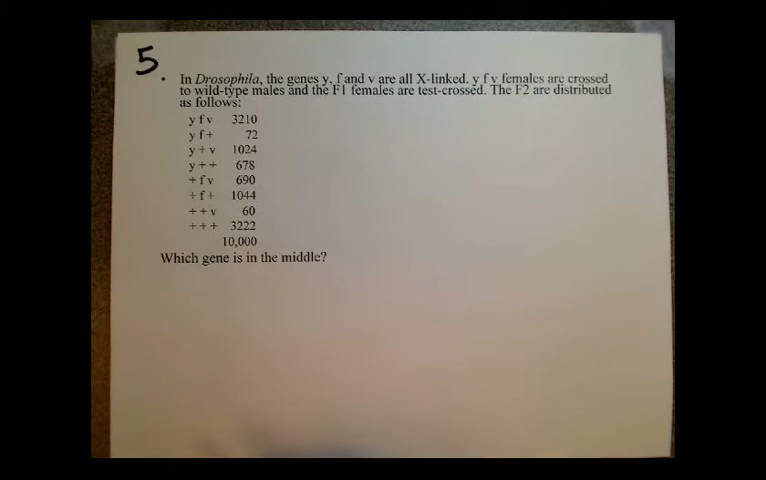 5.
In Drosophila, the genes y, f and v are all X-linked. y f v females are crossed
to wild-type males and the F1 females are test-crossed. The F2 are distributed
as follows:
y f v 3210
y f + 72
y + v 1024
y + + 678
+ f v 690
+ f + 1044
+ + v 60
+ + + 3222
10,000
Which gene is in the middle?